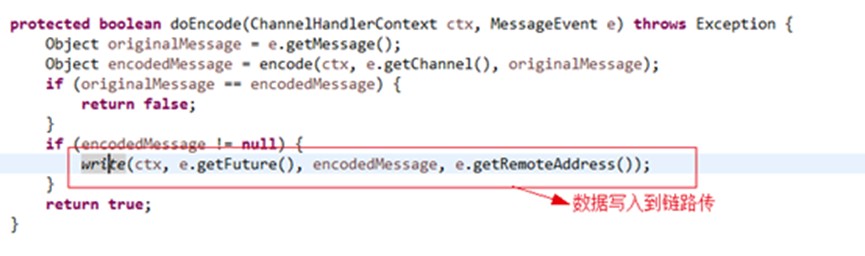 protected boolean doEncode(ChannelHandlerContext ctx, MessageEvent e) throws Exception {
Object originalMessage = e.getMessage();
Object encodedMessage = encode(ctx, e.getChannel(), originalMessage);
if (originalMessage == encodedMessage) {
return false;
}
if (encodedMessage != null) {
write(ctx, e.getFuture(), encodedMessage, e.getRemoteAddress());
}
return true;
数据写入到链路传
}